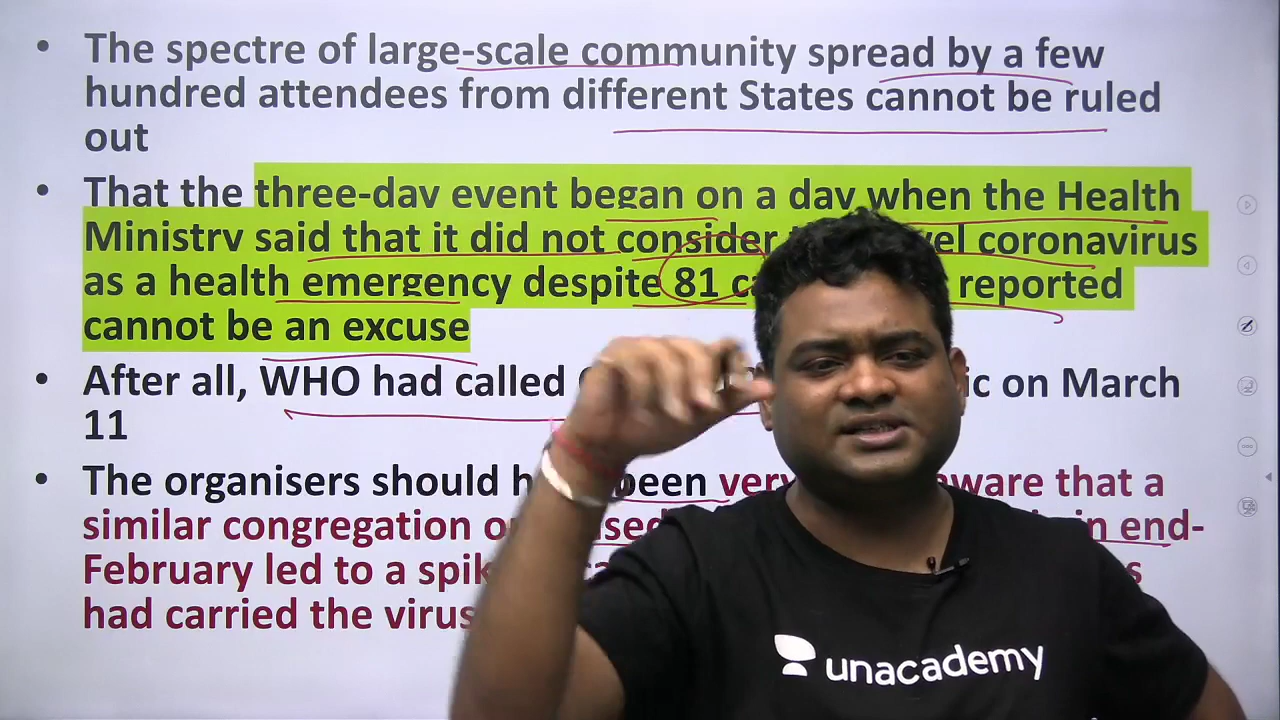 • The spectre of large-scale community spread by a few
hundred attendees from different States cannot be ruled
out
• That the three-day event began on a day when the Health
Ministry said that it did not consider vel coronavirus
as a health emergency despite 81 reported
cannot be an excuse
• After all, WHO had called on March
11
• The organisers should been very aware that a
similar congregation in end-
February led to a
had carried the virus
unacademy